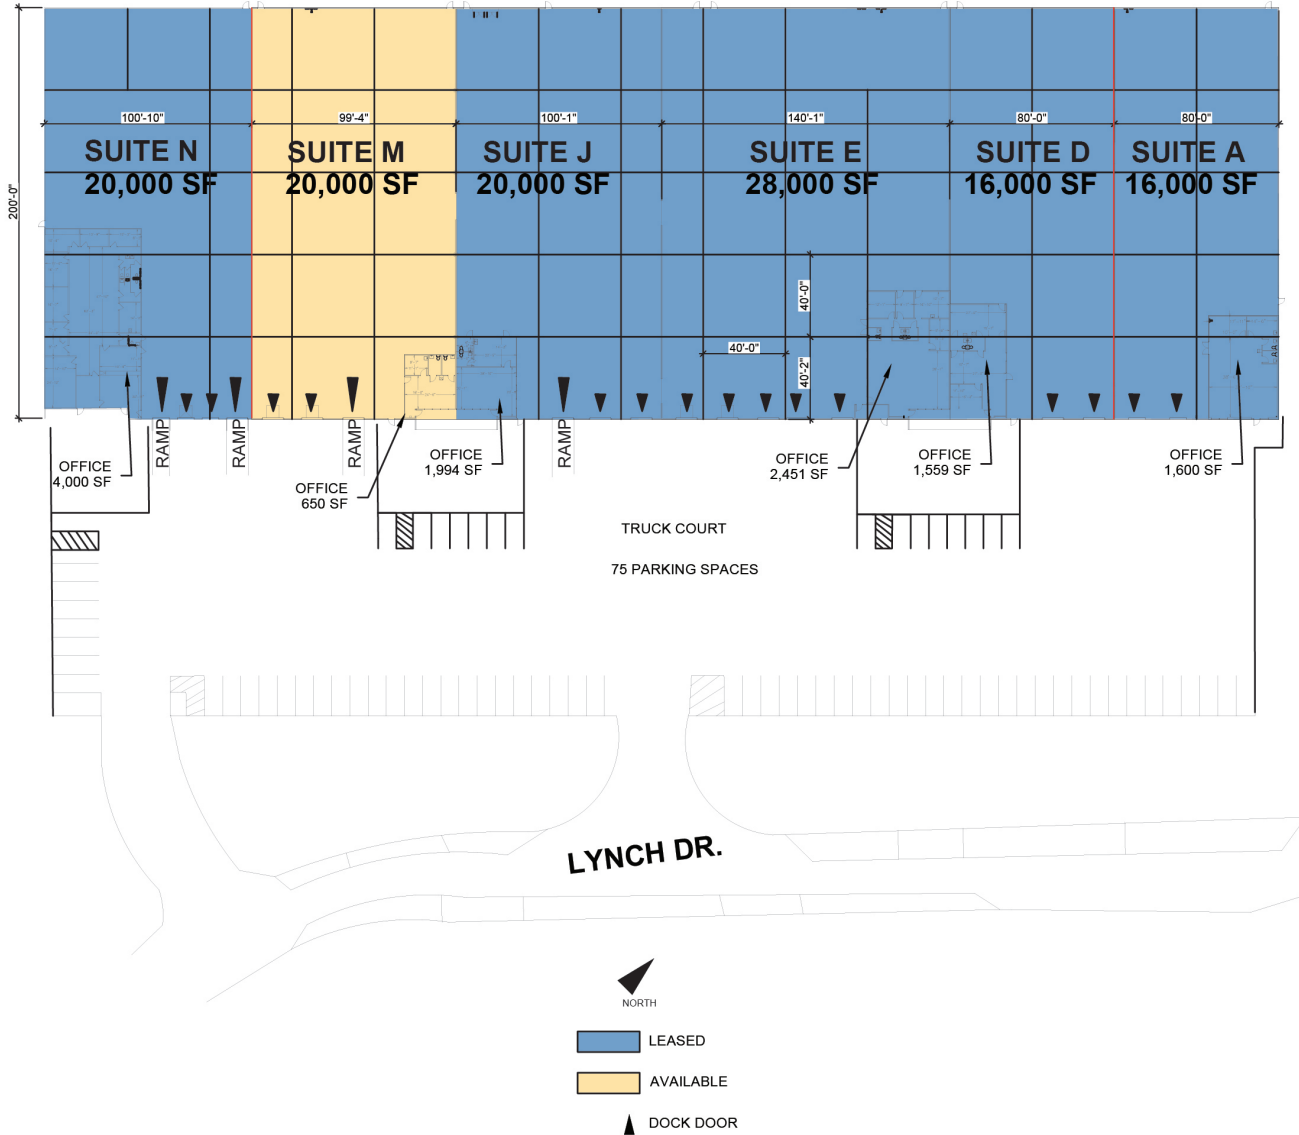 100'-10"
99'-4"
100'-1"
140'-1"
80'-0"
80'-0"
SUITE N
20,000 SF
SUITE M
20,000 SF
SUITE J
20,000 SF
SUITE E
28,000 SF
SUITE D
16,000 SF
SUITE A
16,000 SF
200'-0"
40'-0"
40'-0"
40'-2"
RAMP
RAMP
RAMP
RAMP
OFFICE
4,000 SF
OFFICE
650 SF
OFFICE
1,994 SF
OFFICE
2,451 SF
OFFICE
1,559 SF
OFFICE
1,600 SF
TRUCK COURT
75 PARKING SPACES
LYNCH DR.
NORTH
LEASED
AVAILABLE
DOCK DOOR